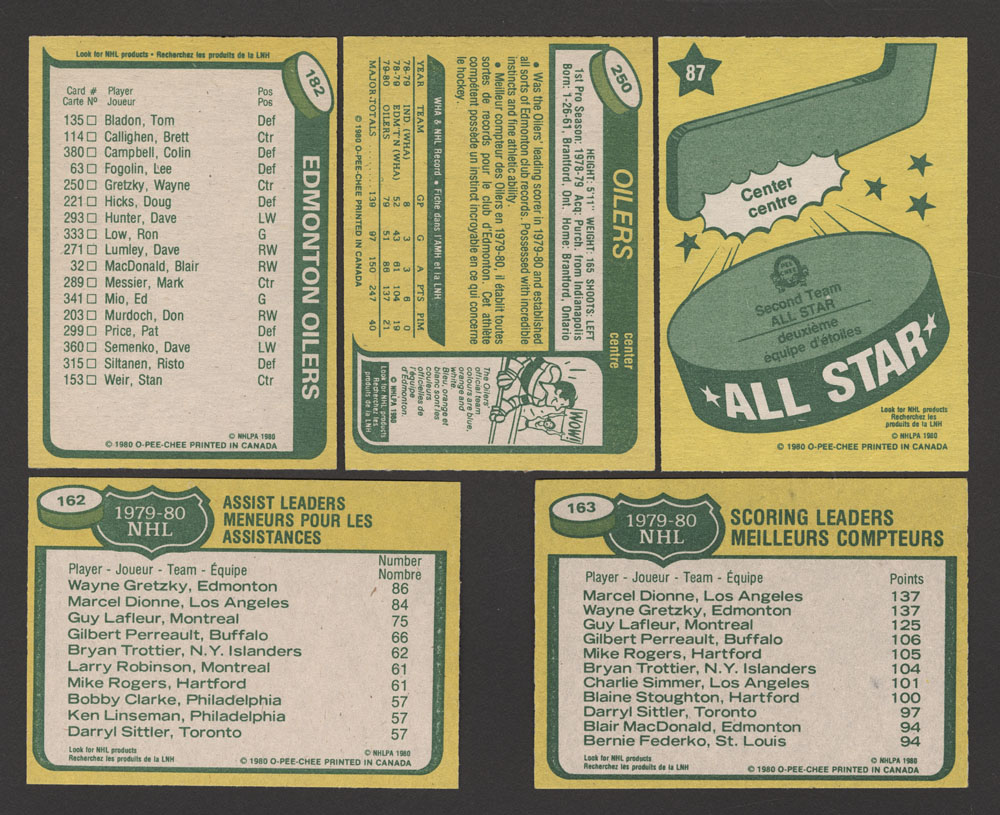 Look for NHL products • Recherchez les produits de la LNH
182
EDMONTON OILERS
Card # Player Pos
Carte Nº Joueur Pos
135 □ Bladon, Tom Def
114 □ Callighen, Brett Ctr
380 □ Campbell, Colin Def
63 □ Fogolin, Lee Def
250 □ Gretzky, Wayne Ctr
221 □ Hicks, Doug Def
293 □ Hunter, Dave LW
333 □ Low, Ron G
271 □ Lumley, Dave RW
32 □ MacDonald, Blair RW
289 □ Messier, Mark Ctr
341 □ Mio, Ed G
203 □ Murdoch, Don RW
299 □ Price, Pat Def
360 □ Semenko, Dave LW
315 □ Siltanen, Risto Def
153 □ Weir, Stan Ctr
© NHLPA 1980
© 1980 O-PEE-CHEE PRINTED IN CANADA
250
OILERS
center
centre
HEIGHT: 5'11" WEIGHT: 165 SHOOTS: LEFT
1st Pro Season: 1978-79 Acq: Purch. from Indianapolis
Born: 1-26-61, Brantford, Ont. Home: Brantford, Ontario
• Was the Oilers' leading scorer in 1979-80 and established
all sorts of Edmonton club records. Possessed with incredible
instincts and fine athletic ability.
• Meilleur compteur des Oilers en 1979-80, il établit toutes
sortes de records pour le club d'Edmonton. Cet athlète
compétent possède un instinct incroyable en ce qui concerne
le hockey.
WHA & NHL Record • Fiche dans l'AMH et la LNH
YEAR TEAM GP G A PTS PIM
78-79 IND. (WHA) 8 3 3 6 0
78-79 EDM'T'N (WHA) 52 43 61 104 19
79-80 OILERS 79 51 86 137 21
MAJOR TOTALS 139 97 150 247 40
© 1980 O-PEE-CHEE PRINTED IN CANADA
WOW!
The Oilers'
official team
colours are blue,
orange and
white.
Bleu, orange et
blanc sont les
couleurs
officielles de
l'équipe
d'Edmonton.
© NHLPA 1980
Look for NHL products
Recherchez les
produits de la LNH
87
Center
centre
OPEE CHEE
Second Team
ALL STAR
deuxième
équipe d'étoiles
ALL STAR
Look for NHL products
Recherchez les
produits de la LNH
© NHLPA 1980
© 1980 O-PEE-CHEE PRINTED IN CANADA
162
1979-80
NHL
ASSIST LEADERS
MENEURS POUR LES
ASSISTANCES
Number
Player - Joueur - Team - Équipe Nombre
Wayne Gretzky, Edmonton 86
Marcel Dionne, Los Angeles 84
Guy Lafleur, Montreal 75
Gilbert Perreault, Buffalo 66
Bryan Trottier, N.Y. Islanders 62
Larry Robinson, Montreal 61
Mike Rogers, Hartford 61
Bobby Clarke, Philadelphia 57
Ken Linseman, Philadelphia 57
Darryl Sittler, Toronto 57
Look for NHL products © NHLPA 1980
Recherchez les produits de la LNH © 1980 O-PEE-CHEE PRINTED IN CANADA
163
1979-80
NHL
SCORING LEADERS
MEILLEURS COMPTEURS
Player - Joueur - Team - Équipe Points
Marcel Dionne, Los Angeles 137
Wayne Gretzky, Edmonton 137
Guy Lafleur, Montreal 125
Gilbert Perreault, Buffalo 106
Mike Rogers, Hartford 105
Bryan Trottier, N.Y. Islanders 104
Charlie Simmer, Los Angeles 101
Blaine Stoughton, Hartford 100
Darryl Sittler, Toronto 97
Blair MacDonald, Edmonton 94
Bernie Federko, St. Louis 94
Look for NHL products © NHLPA 1980
Recherchez les produits de la LNH © 1980 O-PEE-CHEE PRINTED IN CANADA